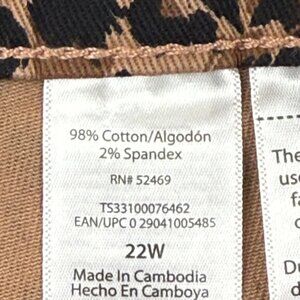 98% Cotton/Algodón
2% Spandex
RN# 52469
TS33100076462
EAN/UPC 0 29041005485
22W
Made In Cambodia
Hecho En Camboya
The